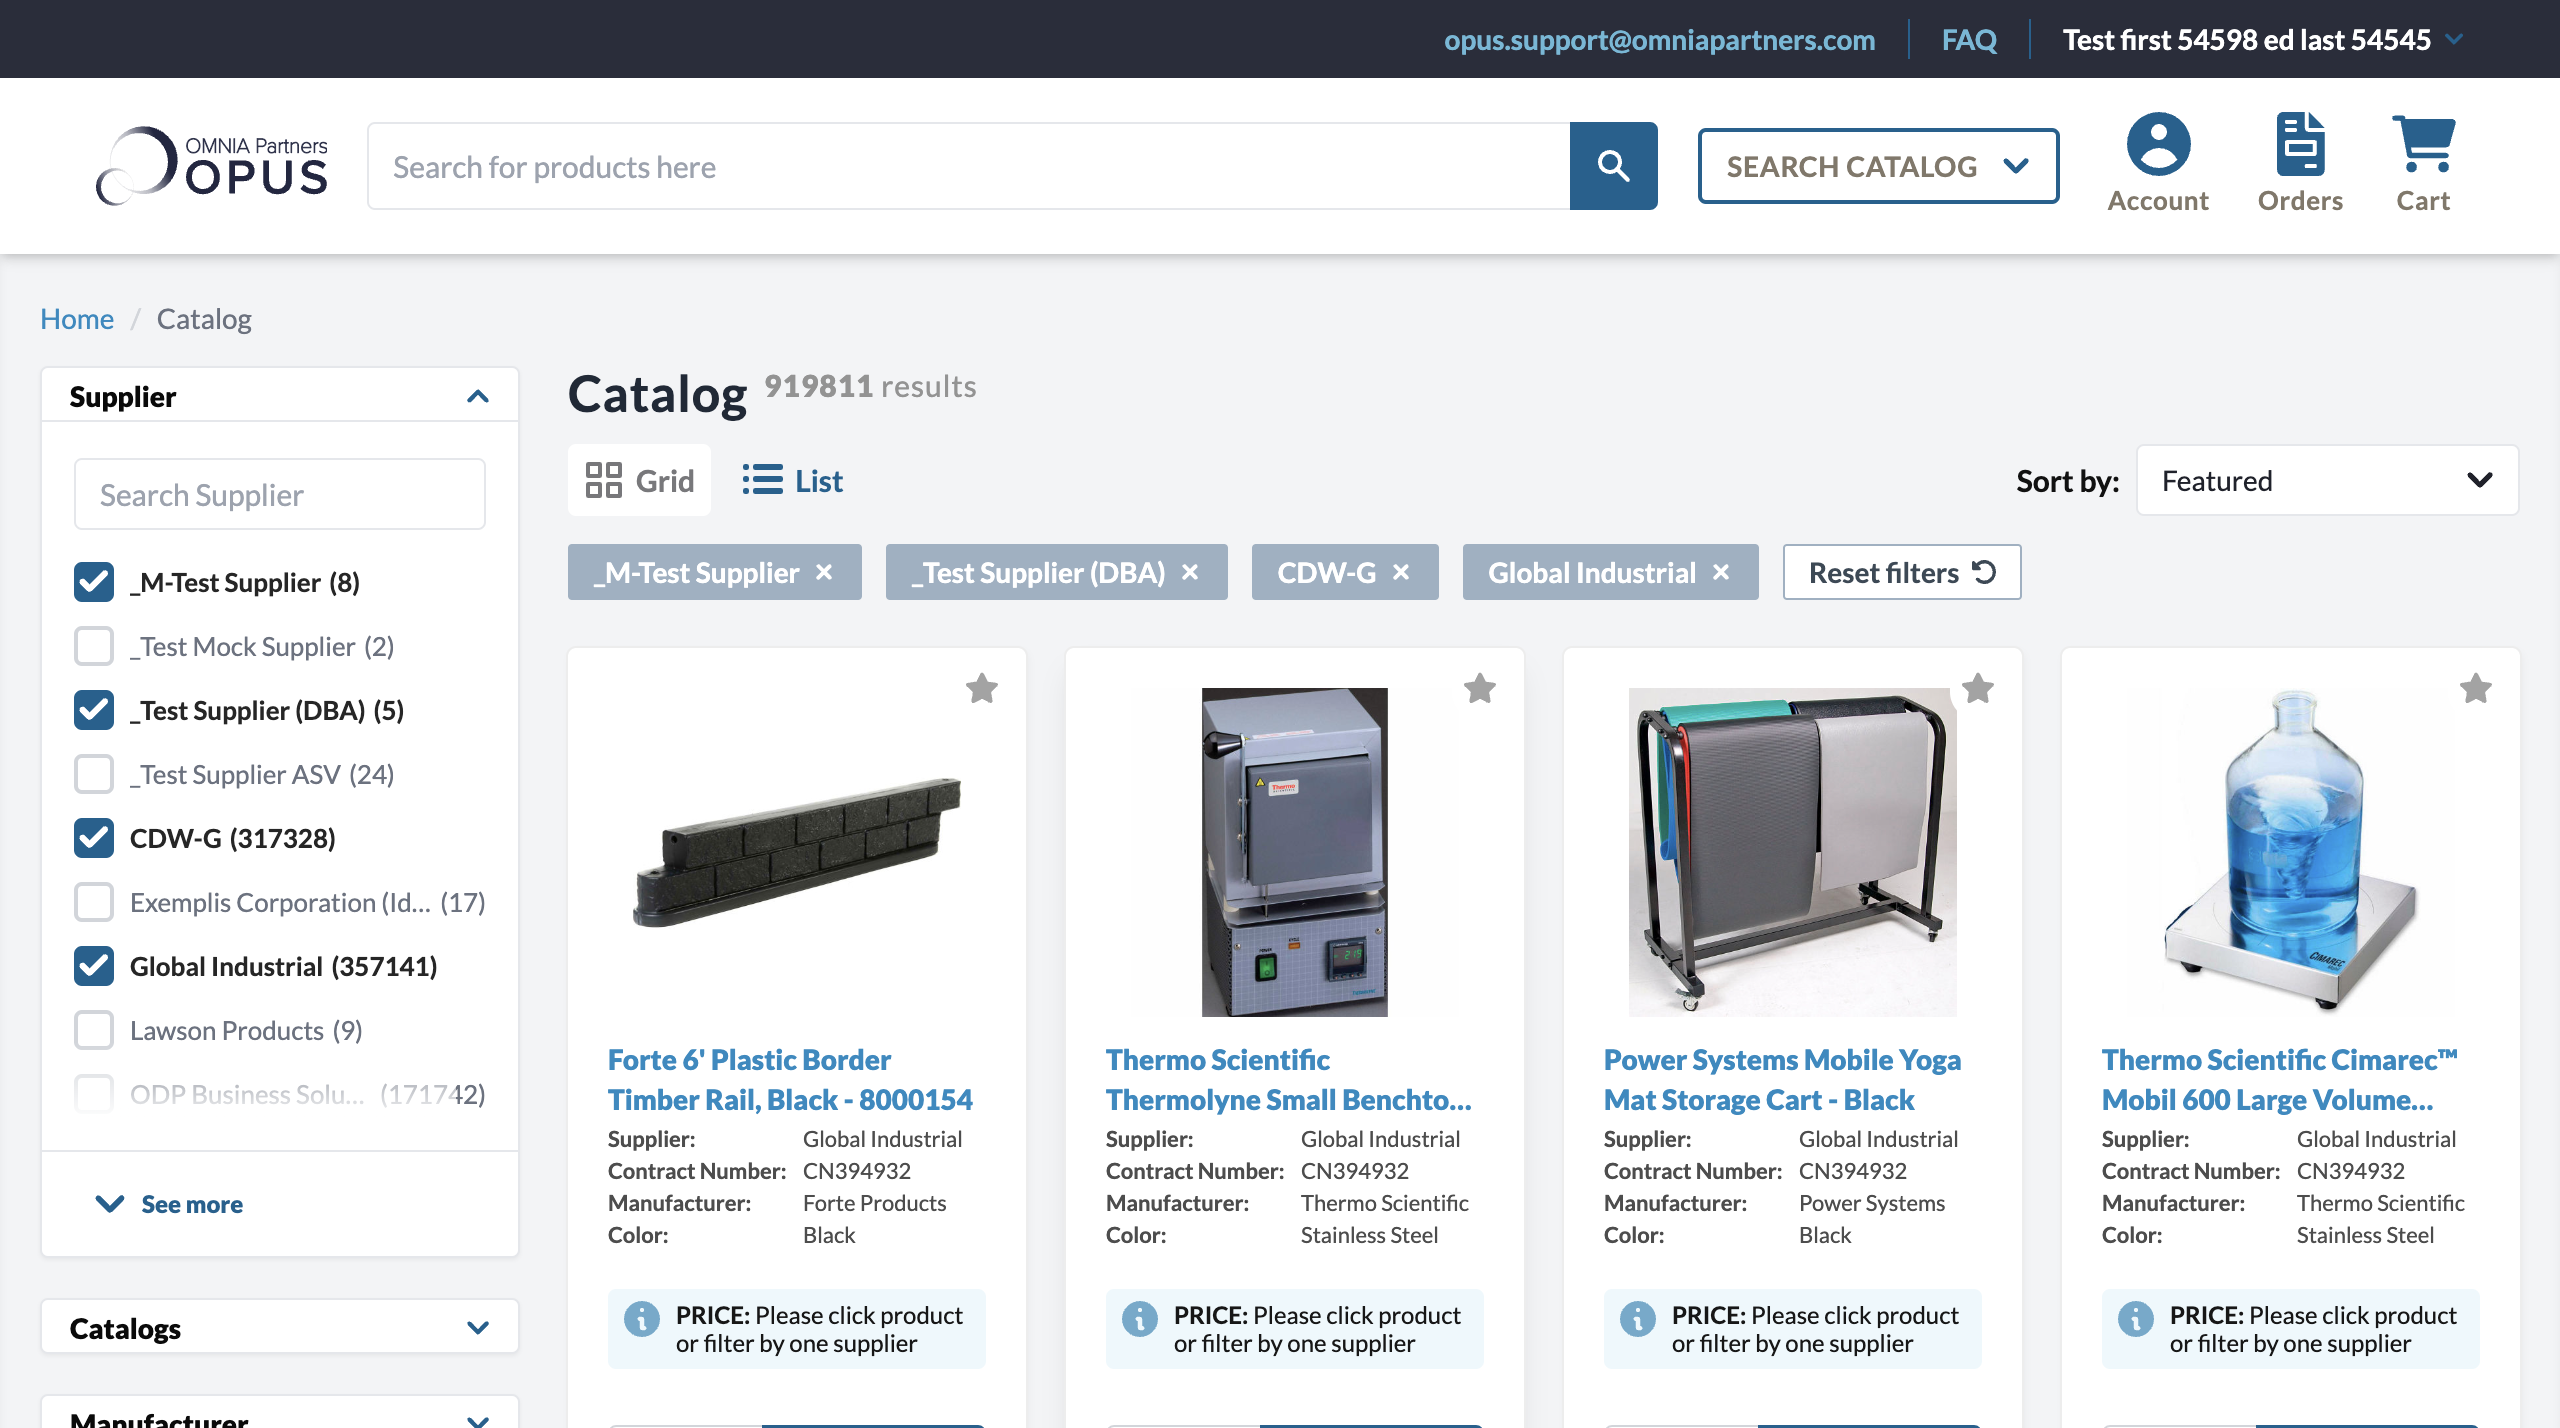 opus.support@omniapartners.com
FAQ
Test first 54598 ed last 54545
OMNIA Partners
OPUS
Search for products here
SEARCH CATALOG
Account
Orders
Cart
Home / Catalog
Supplier
Search Supplier
_M-Test Supplier (8)
_Test Mock Supplier (2)
_Test Supplier (DBA) (5)
_Test Supplier ASV (24)
CDW-G (317328)
Exemplis Corporation (Id... (17)
Global Industrial (357141)
Lawson Products (9)
ODP Business Solu... (171742)
See more
Catalogs
Manufacturer
Catalog 919811 results
Grid
List
Sort by:
Featured
_M-Test Supplier ×
_Test Supplier (DBA) ×
CDW-G ×
Global Industrial ×
Reset filters
Forte 6' Plastic Border
Timber Rail, Black - 8000154
Supplier: Global Industrial
Contract Number: CN394932
Manufacturer: Forte Products
Color: Black
PRICE: Please click product
or filter by one supplier
Thermo Scientific
Thermolyne Small Benchto...
Supplier: Global Industrial
Contract Number: CN394932
Manufacturer: Thermo Scientific
Color: Stainless Steel
PRICE: Please click product
or filter by one supplier
Power Systems Mobile Yoga
Mat Storage Cart - Black
Supplier: Global Industrial
Contract Number: CN394932
Manufacturer: Power Systems
Color: Black
PRICE: Please click product
or filter by one supplier
CIMAREC
Thermo Scientific Cimarec™
Mobil 600 Large Volume...
Supplier: Global Industrial
Contract Number: CN394932
Manufacturer: Thermo Scientific
Color: Stainless Steel
PRICE: Please click product
or filter by one supplier